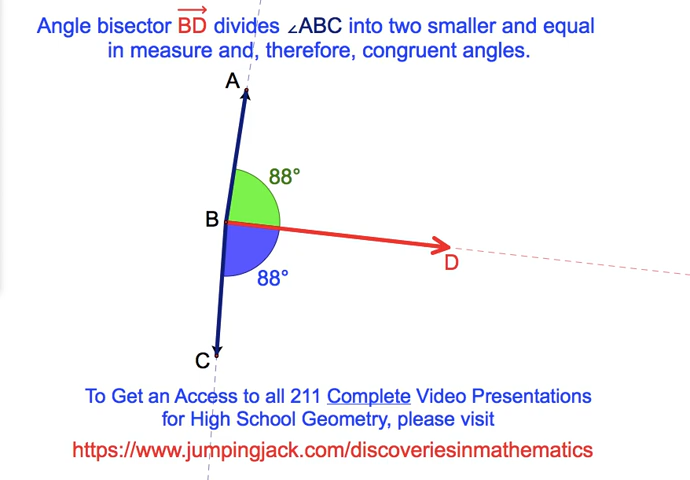 Angle bisector BD divides ∠ABC into two smaller and equal
in measure and, therefore, congruent angles.
A
88°
B
D
88°
C
To Get an Access to all 211 Complete Video Presentations
for High School Geometry, please visit
https://www.jumpingjack.com/discoveriesinmathematics